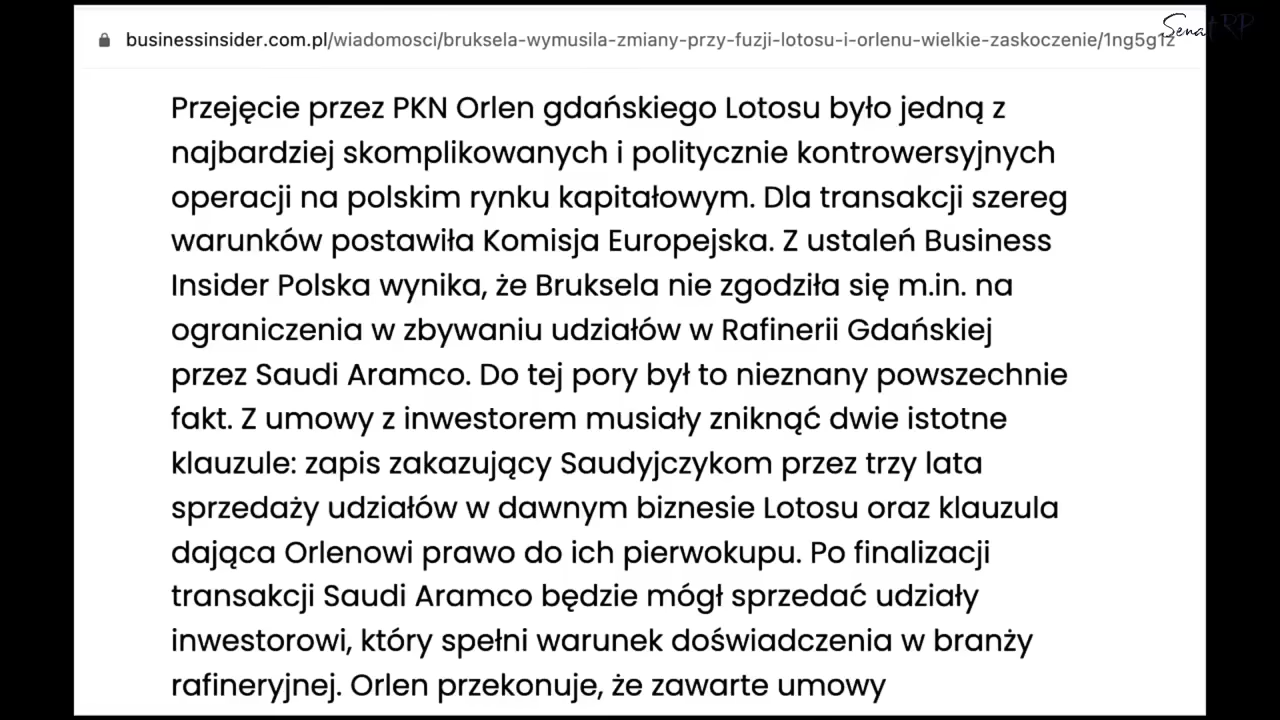 Senat RP
businessinsider.com.pl/wiadomosci/bruksela-wymusila-zmiany-przy-fuzji-lotosu-i-orlenu-wielkie-zaskoczenie/1ng5g1z
Przejęcie przez PKN Orlen gdańskiego Lotosu było jedną z
najbardziej skomplikowanych i politycznie kontrowersyjnych
operacji na polskim rynku kapitałowym. Dla transakcji szereg
warunków postawiła Komisja Europejska. Z ustaleń Business
Insider Polska wynika, że Bruksela nie zgodziła się m.in. na
ograniczenia w zbywaniu udziałów w Rafinerii Gdańskiej
przez Saudi Aramco. Do tej pory był to nieznany powszechnie
fakt. Z umowy z inwestorem musiały zniknąć dwie istotne
klauzule: zapis zakazujący Saudyjczykom przez trzy lata
sprzedaży udziałów w dawnym biznesie Lotosu oraz klauzula
dająca Orlenowi prawo do ich pierwokupu. Po finalizacji
transakcji Saudi Aramco będzie mógł sprzedać udziały
inwestorowi, który spełni warunek doświadczenia w branży
rafineryjnej. Orlen przekonuje, że zawarte umowy